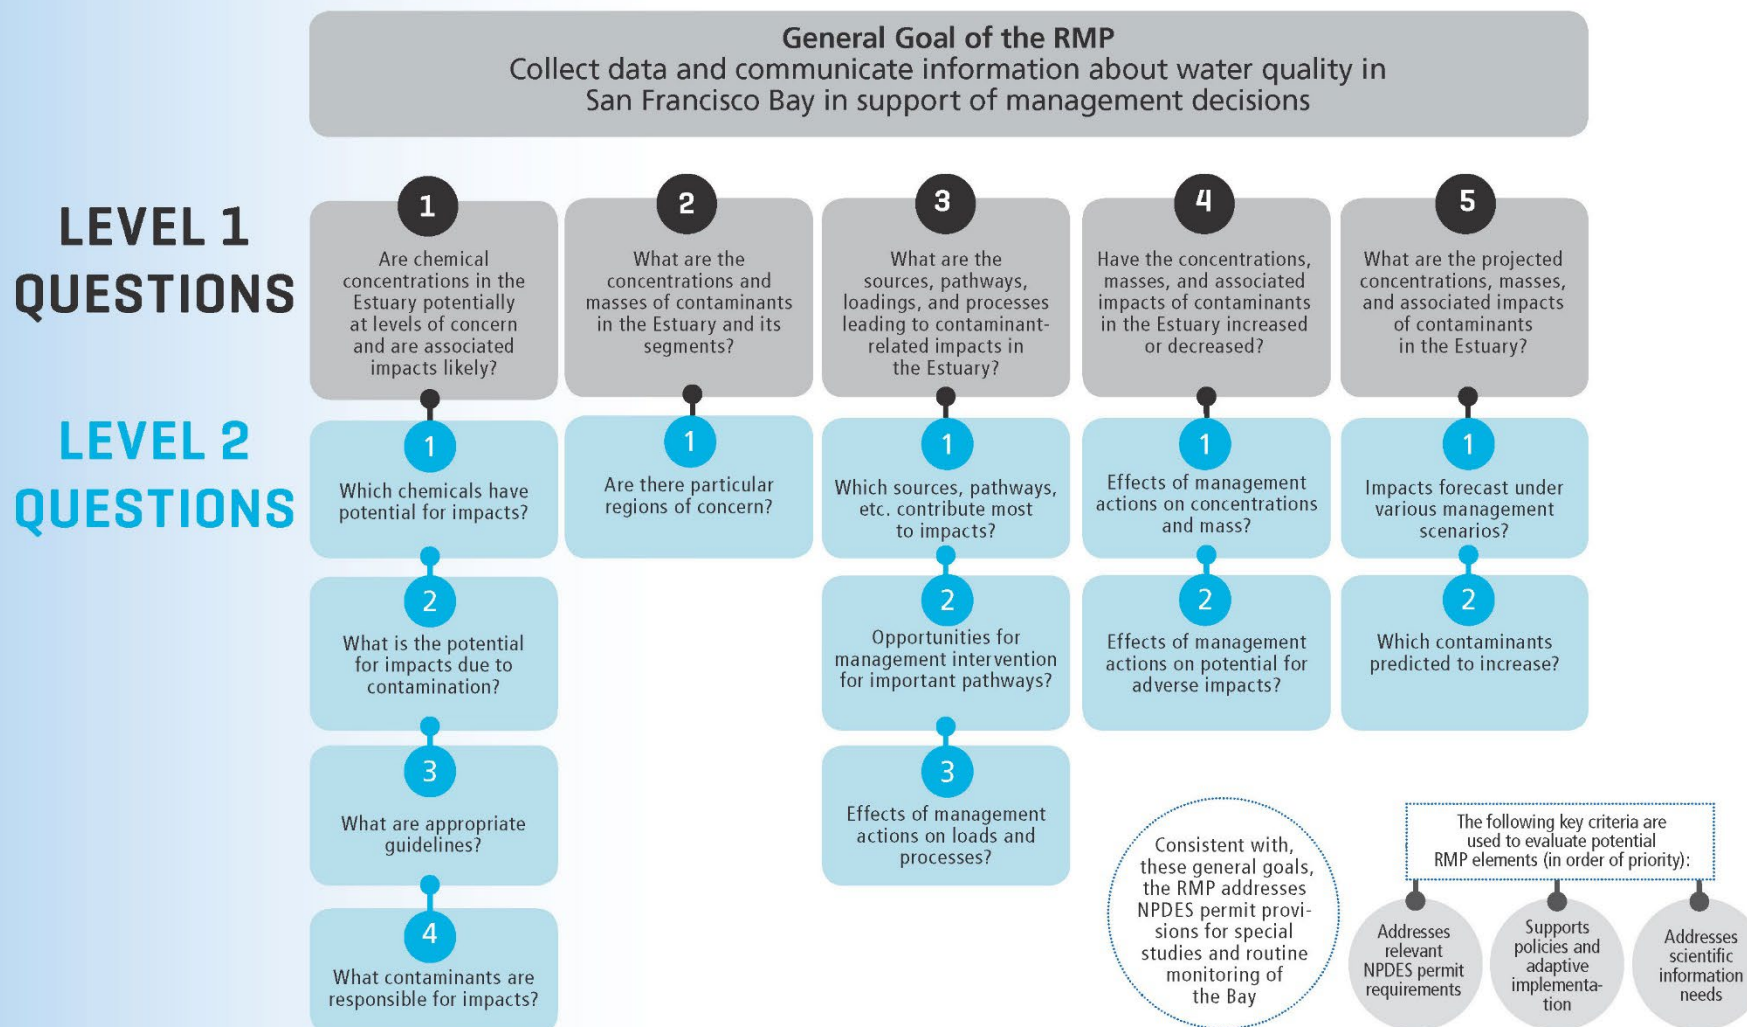 General Goal of the RMP
Collect data and communicate information about water quality in
San Francisco Bay in support of management decisions
LEVEL 1
QUESTIONS
1
Are chemical
concentrations in the
Estuary potentially
at levels of concern
and are associated
impacts likely?
2
What are the
concentrations and
masses of contaminants
in the Estuary and its
segments?
3
What are the
sources, pathways,
loadings, and processes
leading to contaminant-
related impacts in
the Estuary?
4
Have the concentrations,
masses, and associated
impacts of contaminants
in the Estuary increased
or decreased?
5
What are the projected
concentrations, masses,
and associated impacts
of contaminants
in the Estuary?
LEVEL 2
QUESTIONS
1
Which chemicals have
potential for impacts?
2
What is the potential
for impacts due to
contamination?
3
What are appropriate
guidelines?
4
What contaminants are
responsible for impacts?
1
Are there particular
regions of concern?
1
Which sources, pathways,
etc. contribute most
to impacts?
2
Opportunities for
management intervention
for important pathways?
3
Effects of management
actions on loads and
processes?
1
Effects of management
actions on concentrations
and mass?
2
Effects of management
actions on potential for
adverse impacts?
1
Impacts forecast under
various management
scenarios?
2
Which contaminants
predicted to increase?
Consistent with,
these general goals,
the RMP addresses
NPDES permit provi-
sions for special
studies and routine
monitoring of
the Bay
The following key criteria are
used to evaluate potential
RMP elements (in order of priority):
Addresses
relevant
NPDES permit
requirements
Supports
policies and
adaptive
implementa-
tion
Addresses
scientific
information
needs